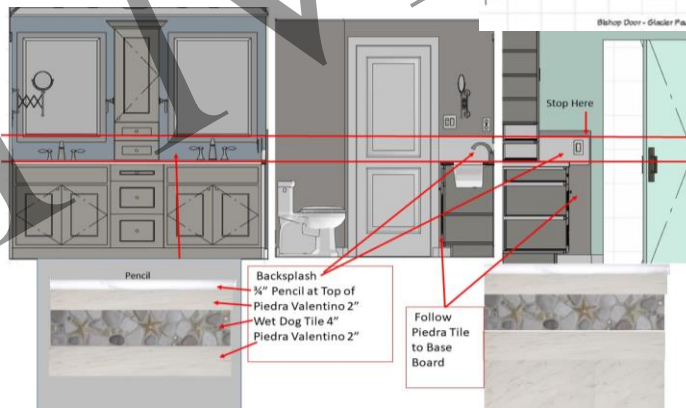 Bishop Door - Glacier Pa
Stop Here
Pencil
Backsplash
¾" Pencil at Top of
Piedra Valentino 2"
Wet Dog Tile 4"
Piedra Valentino 2"
Follow
Piedra Tile
to Base
Board